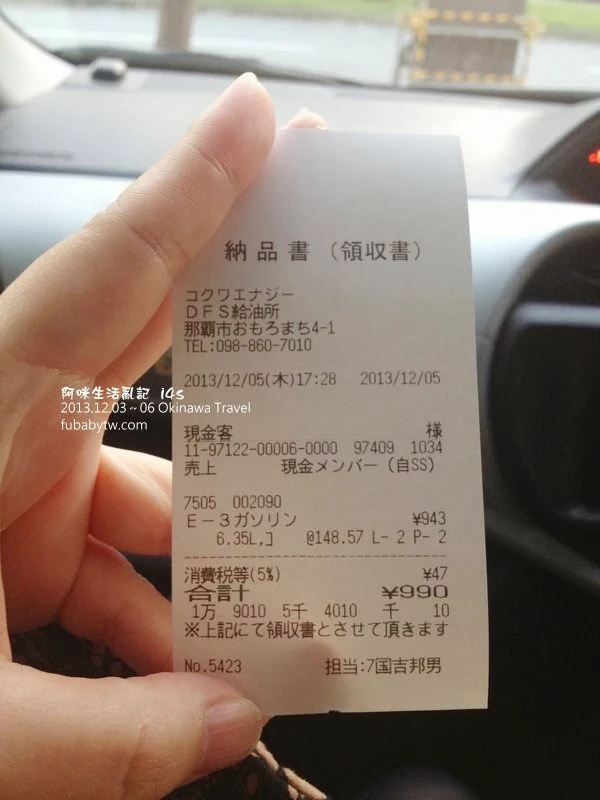 納品書（領収書）
コクワエナジー
DFS給油所
那覇市おもろまち4-1
TEL:098-860-7010
2013/12/05(木)17:28 2013/12/05
阿咪生活亂記 i4s
2013.12.03~06 Okinawa Travel
fubabytw.com
現金客 様
11-97122-00006-0000 97409 1034
売上 現金メンバー（自SS）
7505 002090
E-3ガソリン ¥943
6.35L,コ @148.57 L- 2 P- 2
消費税等(5%) ¥47
合計 ¥990
1万 9010 5千 4010 千 10
※上記にて領収書とさせて頂きます
No.5423 担当:7国吉邦男